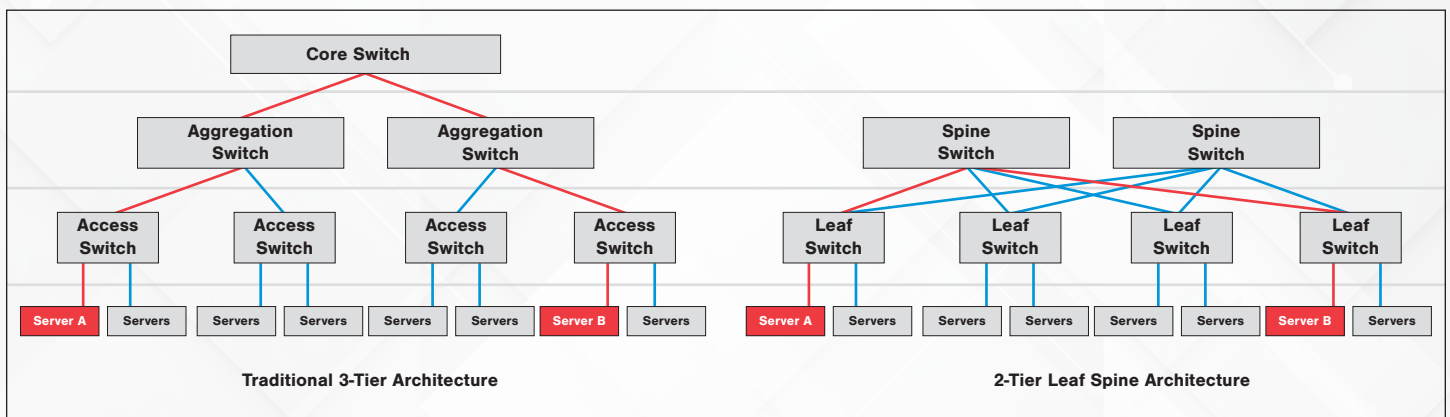 Core Switch
Aggregation
Switch
Aggregation
Switch
Spine
Switch
Spine
Switch
Access
Switch
Access
Switch
Access
Switch
Access
Switch
Leaf
Switch
Leaf
Switch
Leaf
Switch
Leaf
Switch
Server A
Servers
Servers
Servers
Servers
Servers
Server B
Servers
Server A
Servers
Servers
Servers
Servers
Servers
Server B
Servers
Traditional 3-Tier Architecture
2-Tier Leaf Spine Architecture